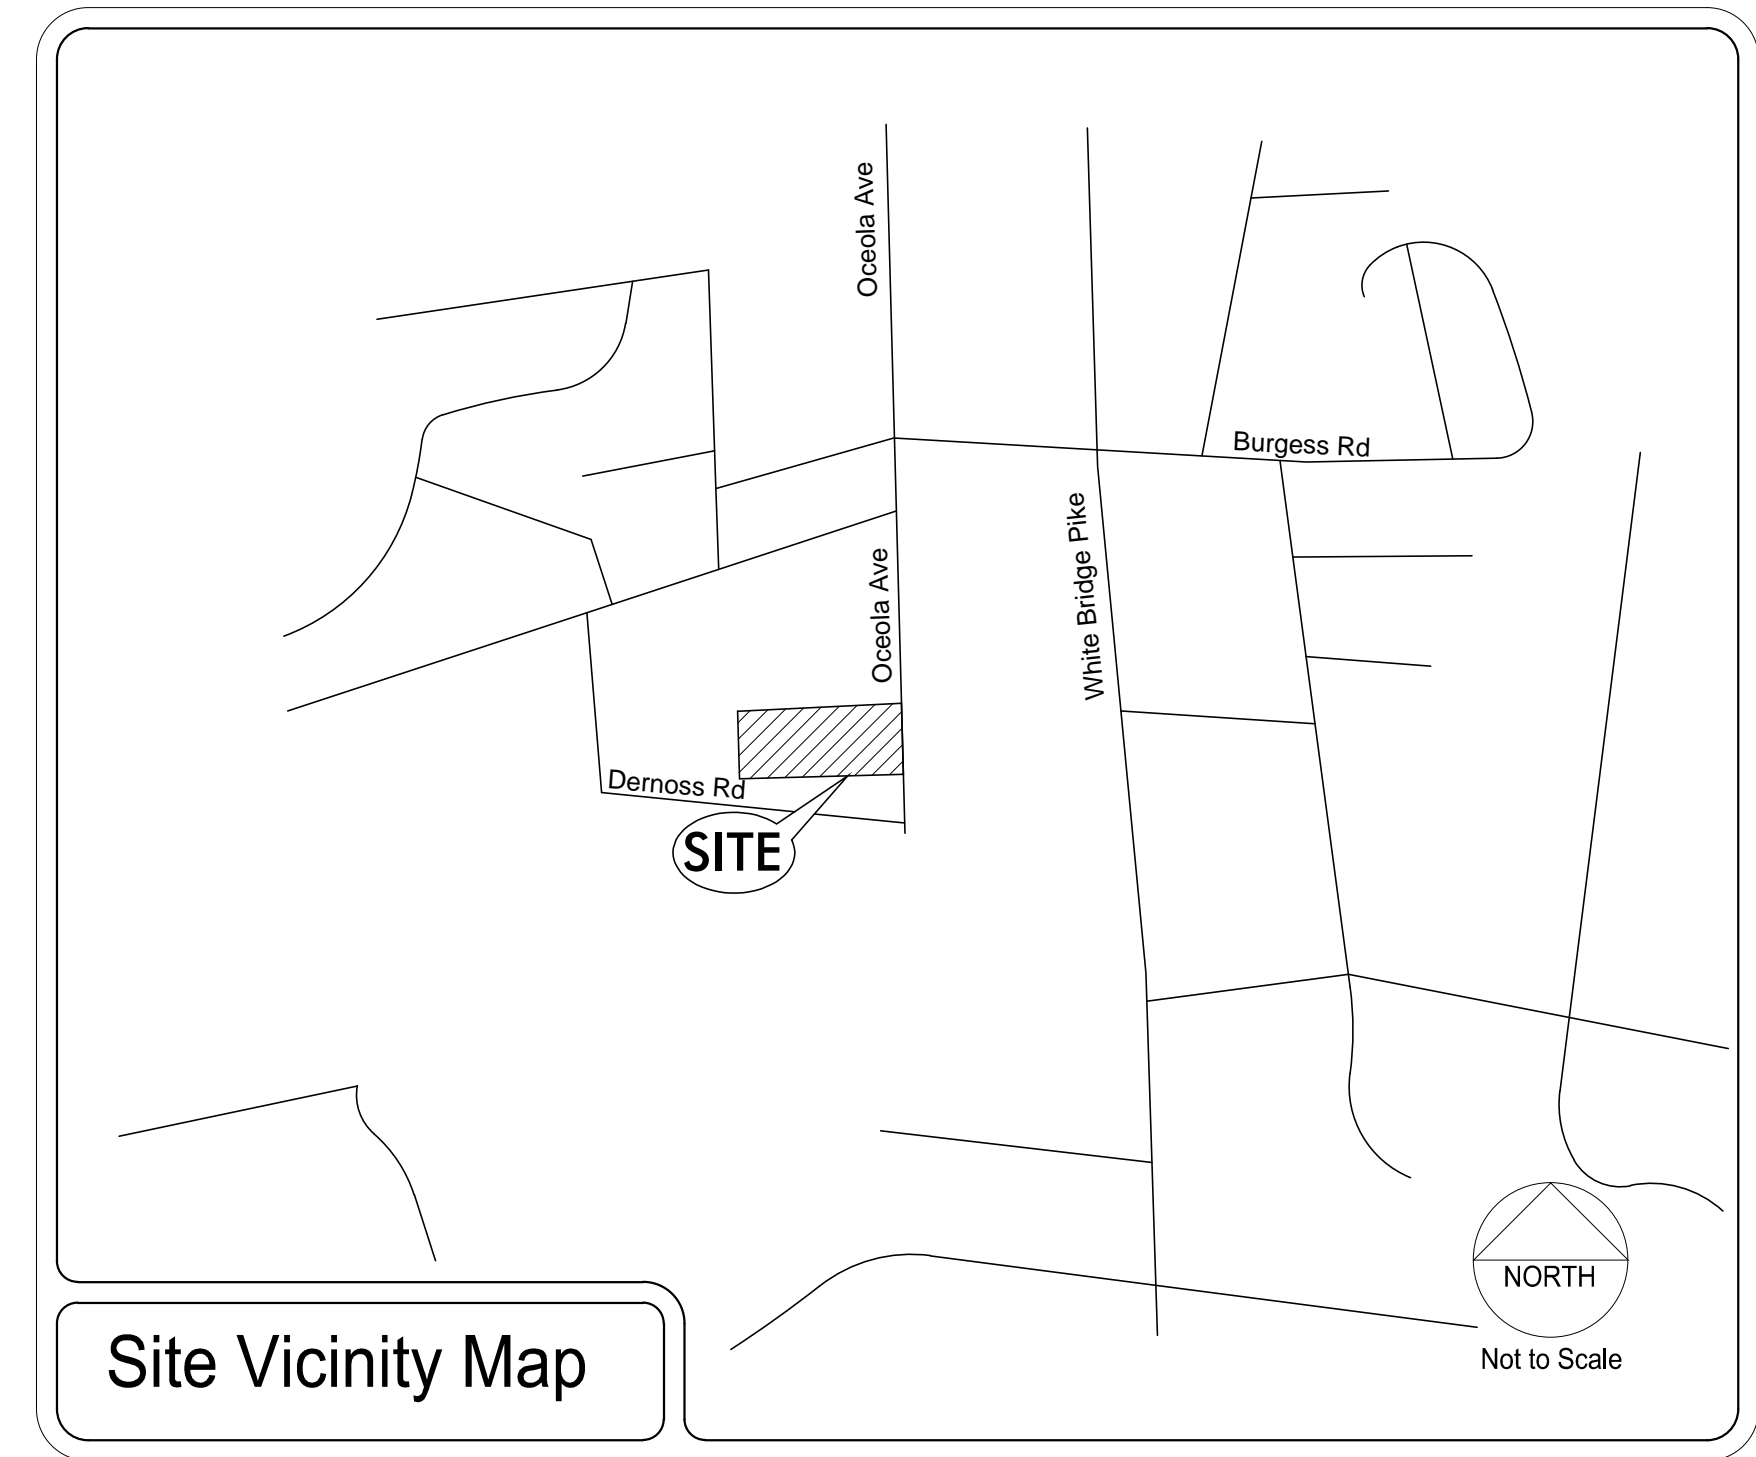 Oceola Ave
Burgess Rd
White Bridge Pike
Oceola Ave
Dernoss Rd
SITE
NORTH
Not to Scale
Site Vicinity Map